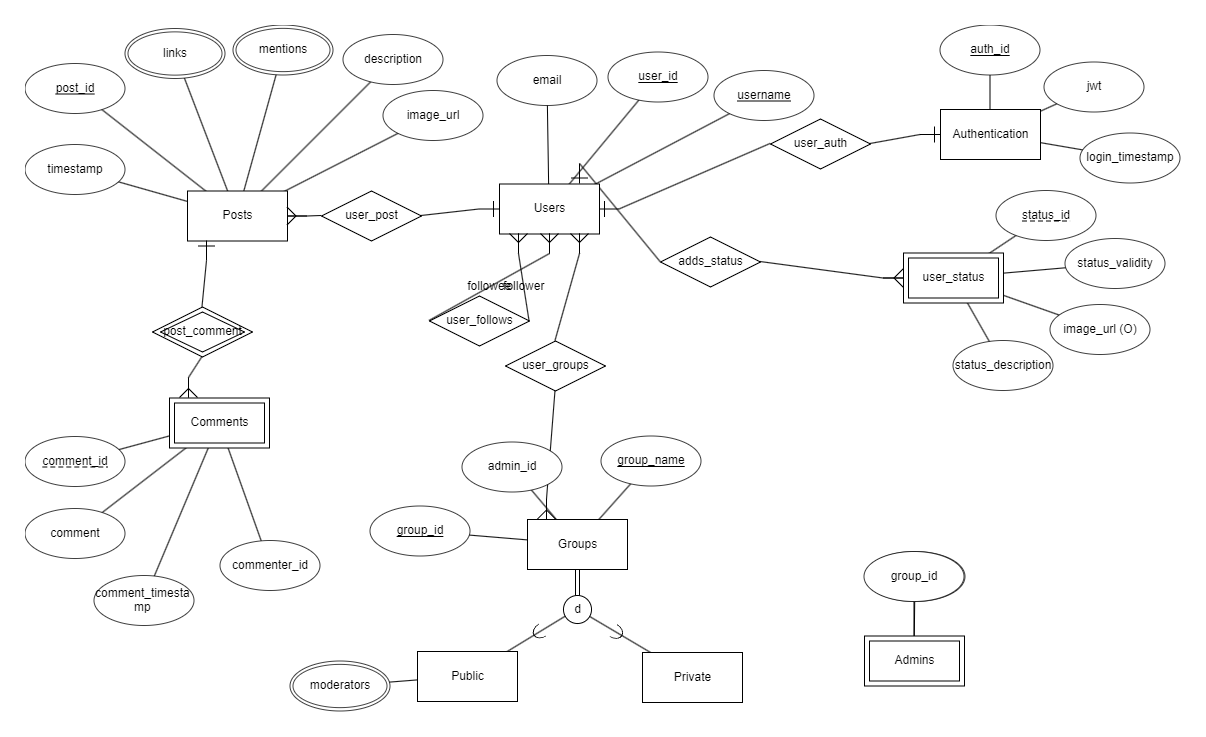 links
mentions
description
post_id
image_url
timestamp
email
user_id
username
auth_id
jwt
Authentication
login_timestamp
user_auth
Posts
user_post
Users
status_id
adds_status
user_status
status_validity
image_url (O)
status_description
followee
follower
user_follows
post_comment
user_groups
Comments
comment_id
comment
comment_timesta
mp
commenter_id
admin_id
group_name
group_id
Groups
d
Public
Private
moderators
group_id
Admins